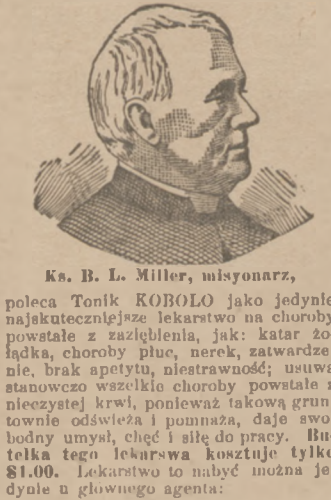 Ks. B. L. Miller, misyonarz,
poleca Tonik KOBOLO jako jedynie
najskuteczniejsze lekarstwo na choroby
powstałe z zaziębienia, jak: katar żo-
łądka, choroby płuc, nerek, zatwardze-
nie, brak apetytu, niestrawność; usuwa
stanowczo wszelkie choroby powstałe z
nieczystej krwi, ponieważ takową grun-
townie odświeża i pomnaża, daje swo-
bodny umysł, chęć i siłę do pracy. Bu-
telka tego lekarswa kosztuje tylko
$1.00. Lekarstwo to nabyć można je-
dynie u głównego agenta: